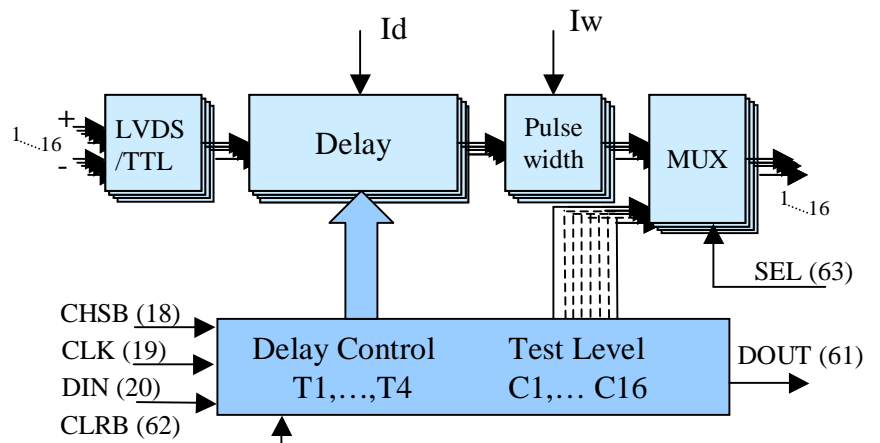 Id
Iw
+
1.....16
-
LVDS
/TTL
Delay
Pulse
width
MUX
1.....16
SEL (63)
CHSB (18)
CLK (19)
DIN (20)
CLRB (62)
Delay Control
T1,...,T4
Test Level
C1,... C16
DOUT (61)